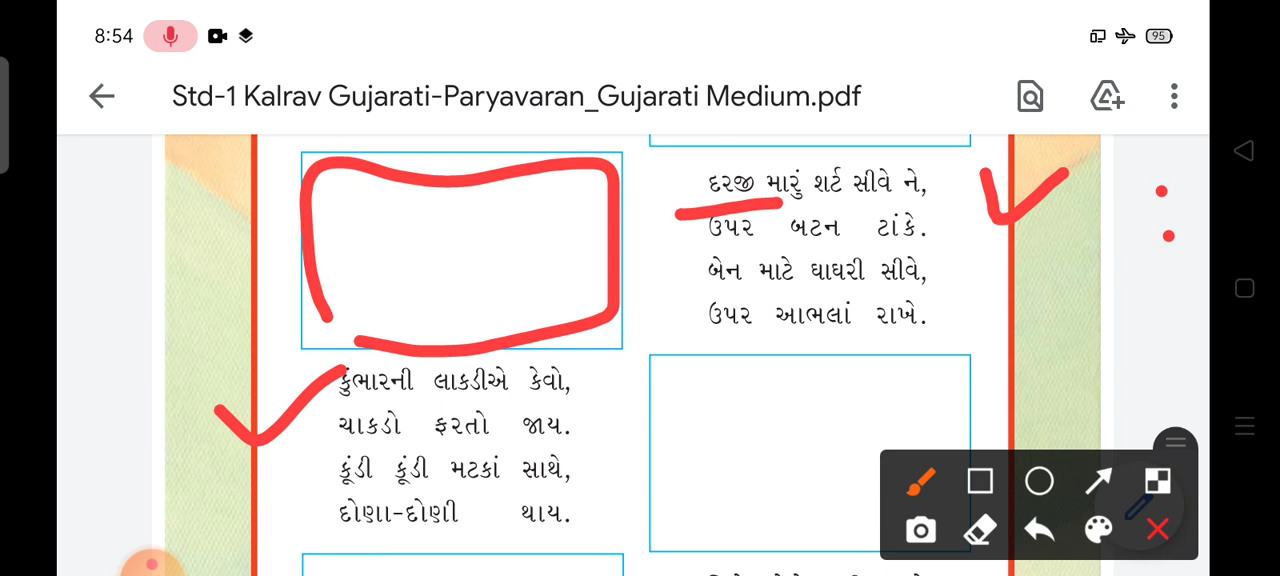 8:54
95
Std-1 Kalrav Gujarati-Paryavaran_Gujarati Medium.pdf
કુંભારની લાકડીએ કેવો,
ચાકડો ફરતો જાય.
કૂંડી કૂંડી મટકાં સાથે,
દોણા-દોણી થાય.
દરજી મારું શર્ટ સીવે ને,
ઉપર બટન ટાંકે.
બેન માટે ઘાઘરી સીવે,
ઉપર આભલાં રાખે.